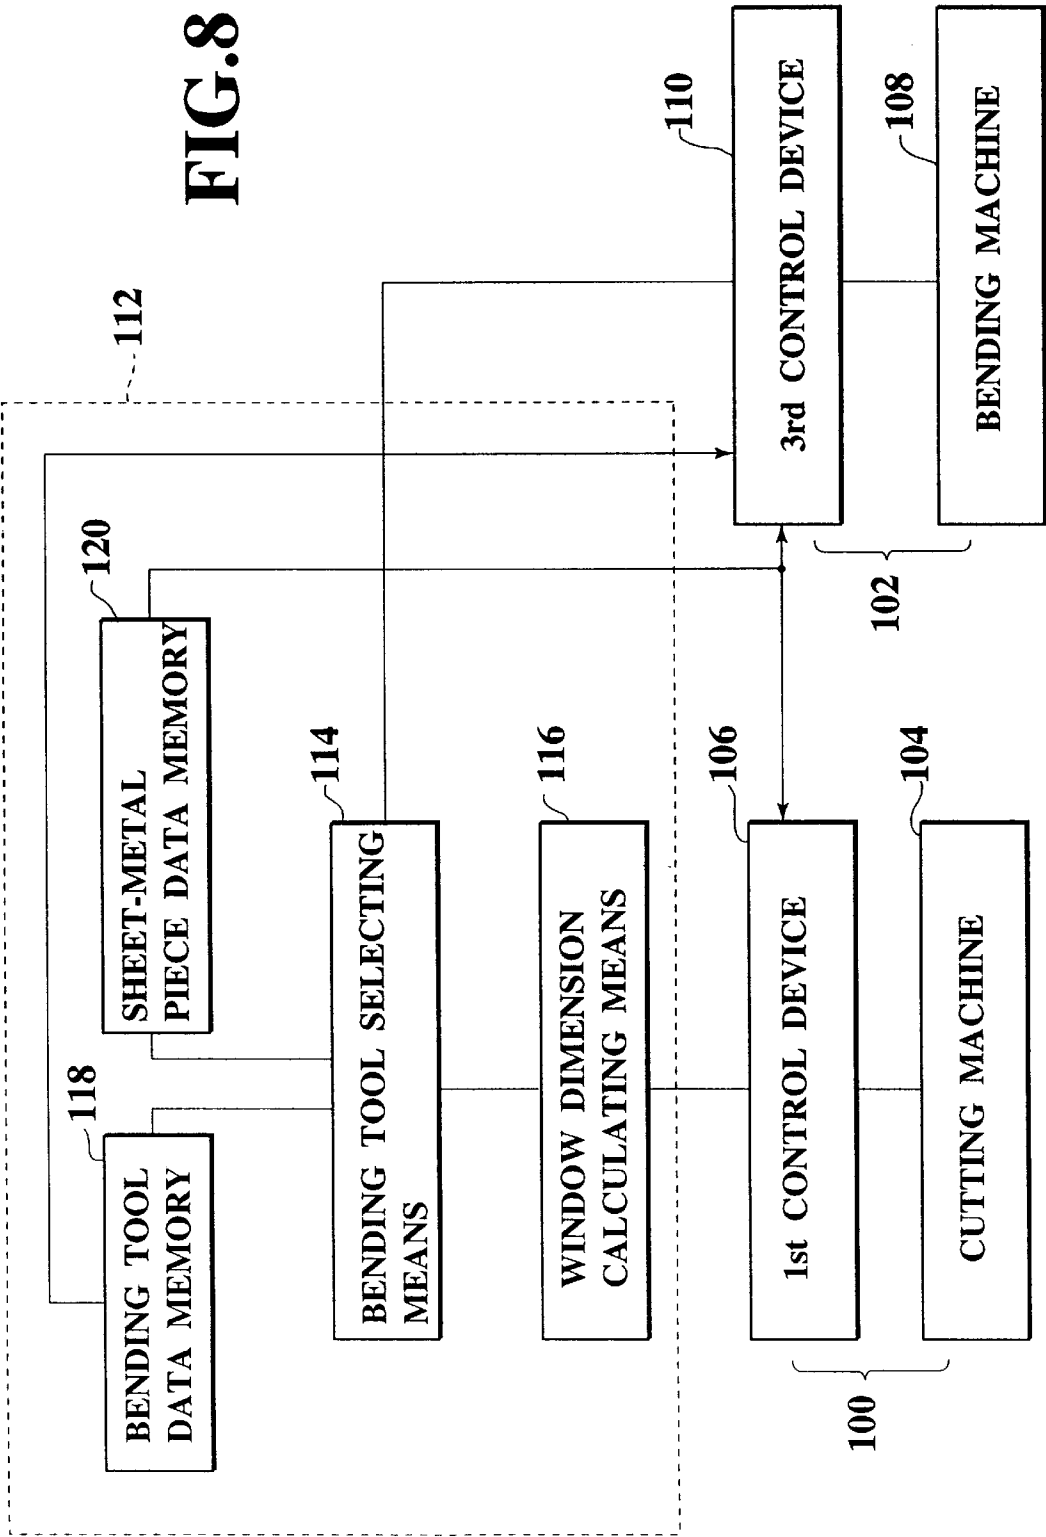 FIG.8
112
118
BENDING TOOL
DATA MEMORY
120
SHEET-METAL
PIECE DATA MEMORY
114
BENDING TOOL SELECTING
MEANS
116
WINDOW DIMENSION
CALCULATING MEANS
106
1st CONTROL DEVICE
110
3rd CONTROL DEVICE
104
CUTTING MACHINE
108
BENDING MACHINE
100
102